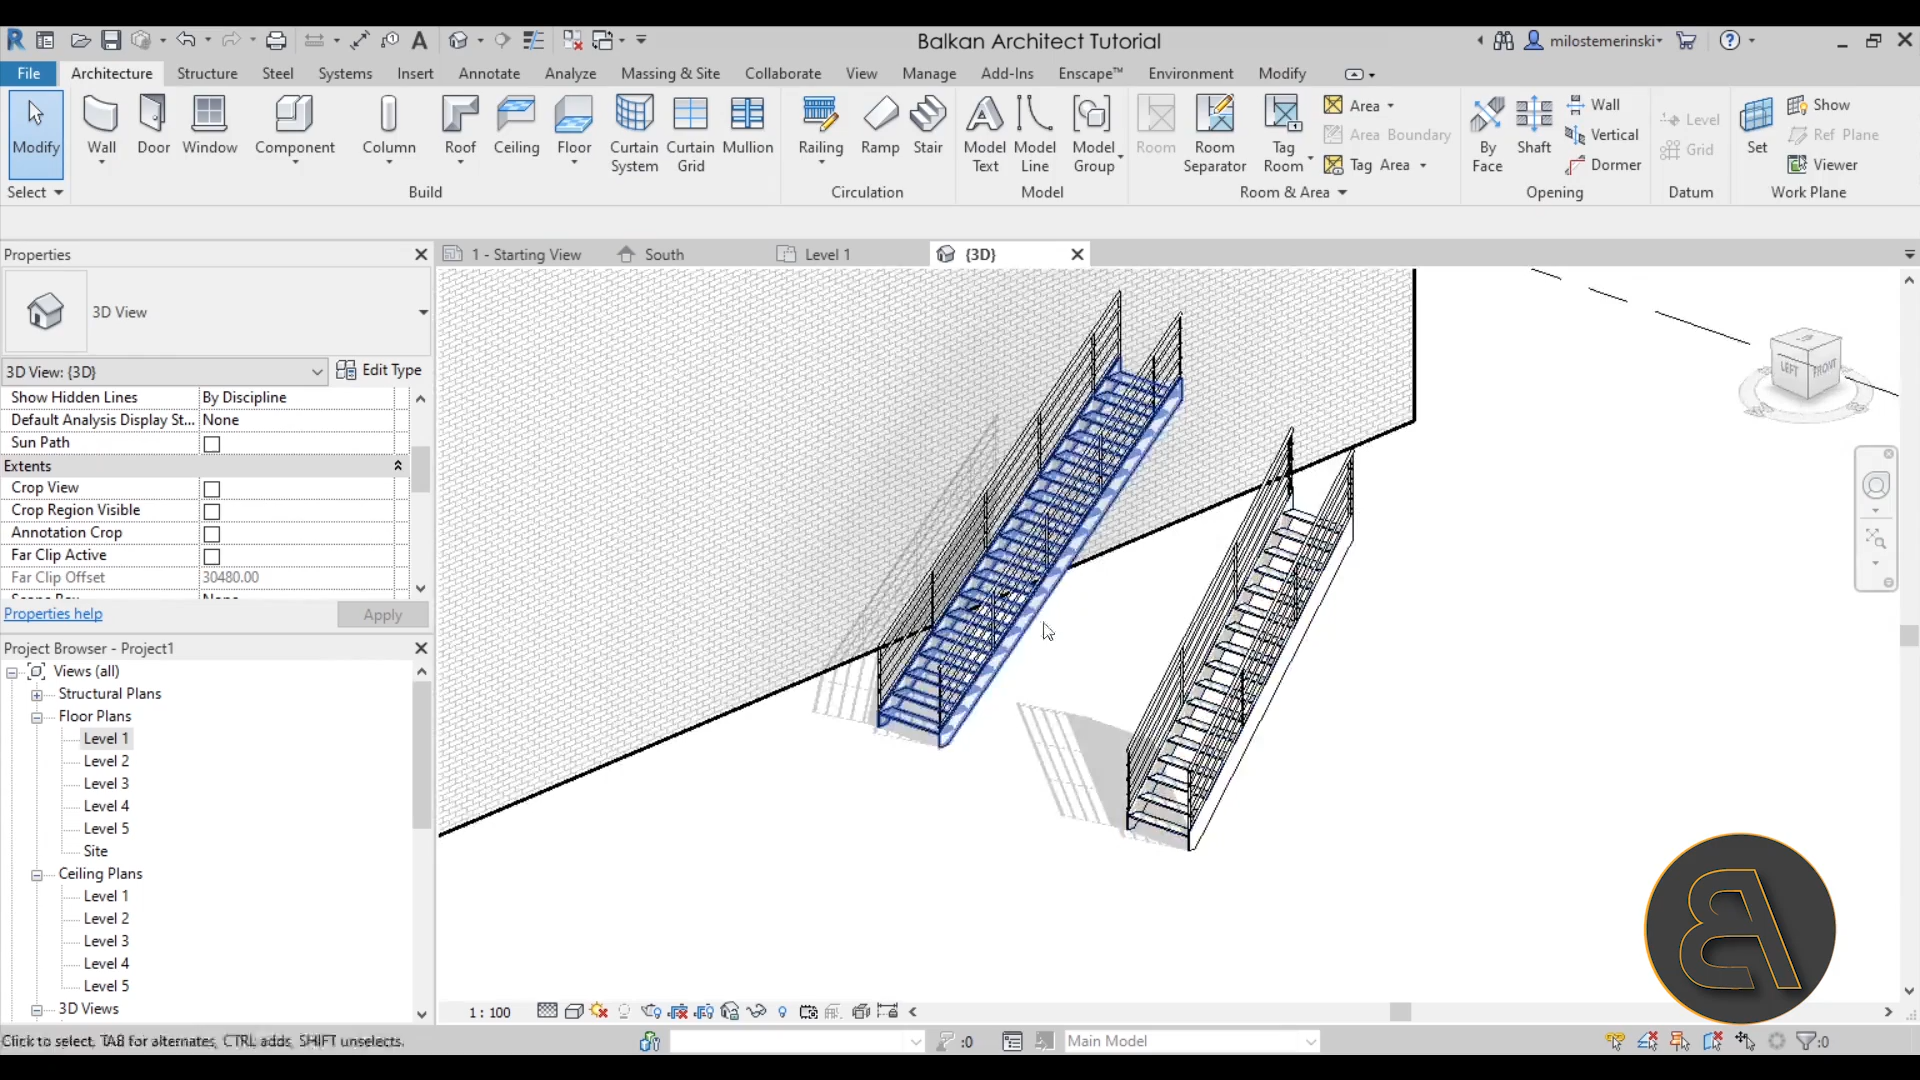 Balkan Architect Tutorial
milostemerinski
File
Architecture
Structure
Steel
Systems
Insert
Annotate
Analyze
Massing & Site
Collaborate
View
Manage
Add-Ins
Enscape™
Environment
Modify
Modify
Wall
Door
Window
Component
Column
Roof
Ceiling
Floor
Curtain
System
Curtain
Grid
Mullion
Railing
Ramp
Stair
Model
Text
Model
Line
Model
Group
Room
Room
Separator
Tag
Room
Area
Area Boundary
Tag Area
By
Face
Shaft
Wall
Vertical
Dormer
Level
Grid
Set
Show
Ref Plane
Viewer
Select
Build
Circulation
Model
Room & Area
Opening
Datum
Work Plane
Properties
1 - Starting View
South
Level 1
{3D}
3D View
3D View: {3D}
Edit Type
Show Hidden Lines By Discipline
Default Analysis Display St... None
Sun Path
Extents
Crop View
Crop Region Visible
Annotation Crop
Far Clip Active
Far Clip Offset 30480.00
Properties help
Apply
Project Browser - Project1
Views (all)
Structural Plans
Floor Plans
Level 1
Level 2
Level 3
Level 4
Level 5
Site
Ceiling Plans
Level 1
Level 2
Level 3
Level 4
Level 5
3D Views
LEFT
FRONT
1 : 100
Click to select, TAB for alternates, CTRL adds, SHIFT unselects.
:0
Main Model
:0